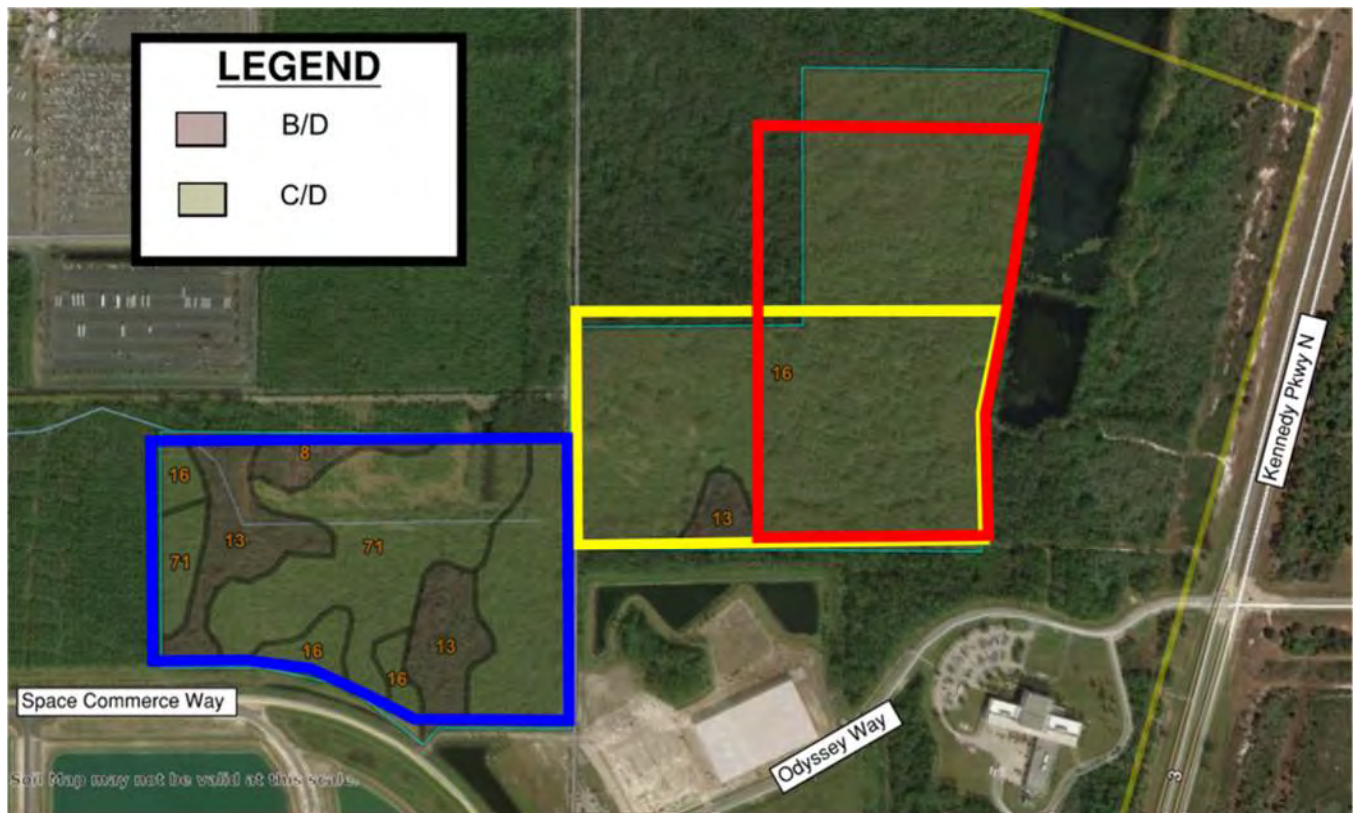 LEGEND
B/D
C/D
16
Kennedy Pkwy N
8
16
13
13
71
71
16
13
16
Space Commerce Way
Odyssey Way
3
Soil Map may not be valid at this scale.